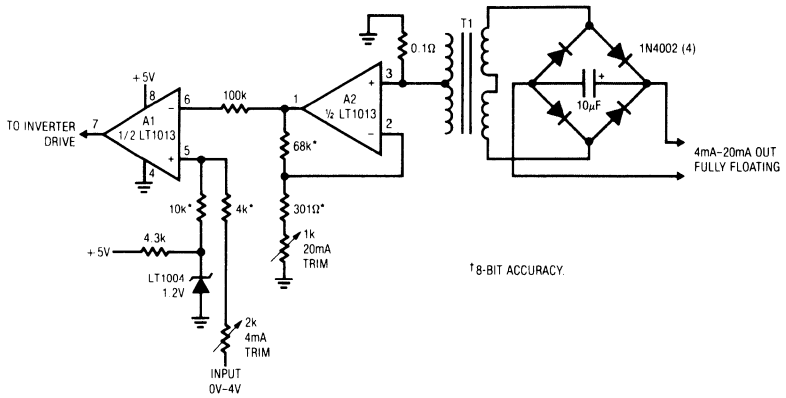 T1
0.1Ω
1N4002 (4)
+5V
8
6
100k
1
3
A2
½ LT1013
+
–
2
10µF
+
TO INVERTER
DRIVE
7
A1
1/2 LT1013
–
+
5
4
68k*
4mA–20mA OUT
FULLY FLOATING
10k*
4k*
301Ω*
+5V
4.3k
1k
20mA
TRIM
LT1004
1.2V
†8-BIT ACCURACY.
2k
4mA
TRIM
INPUT
0V–4V